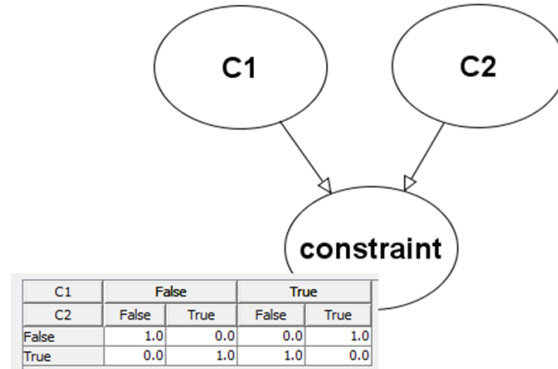 C1 C2
constraint
C1 False True
C2 False True False True
False 1.0 0.0 0.0 1.0
True 0.0 1.0 1.0 0.0